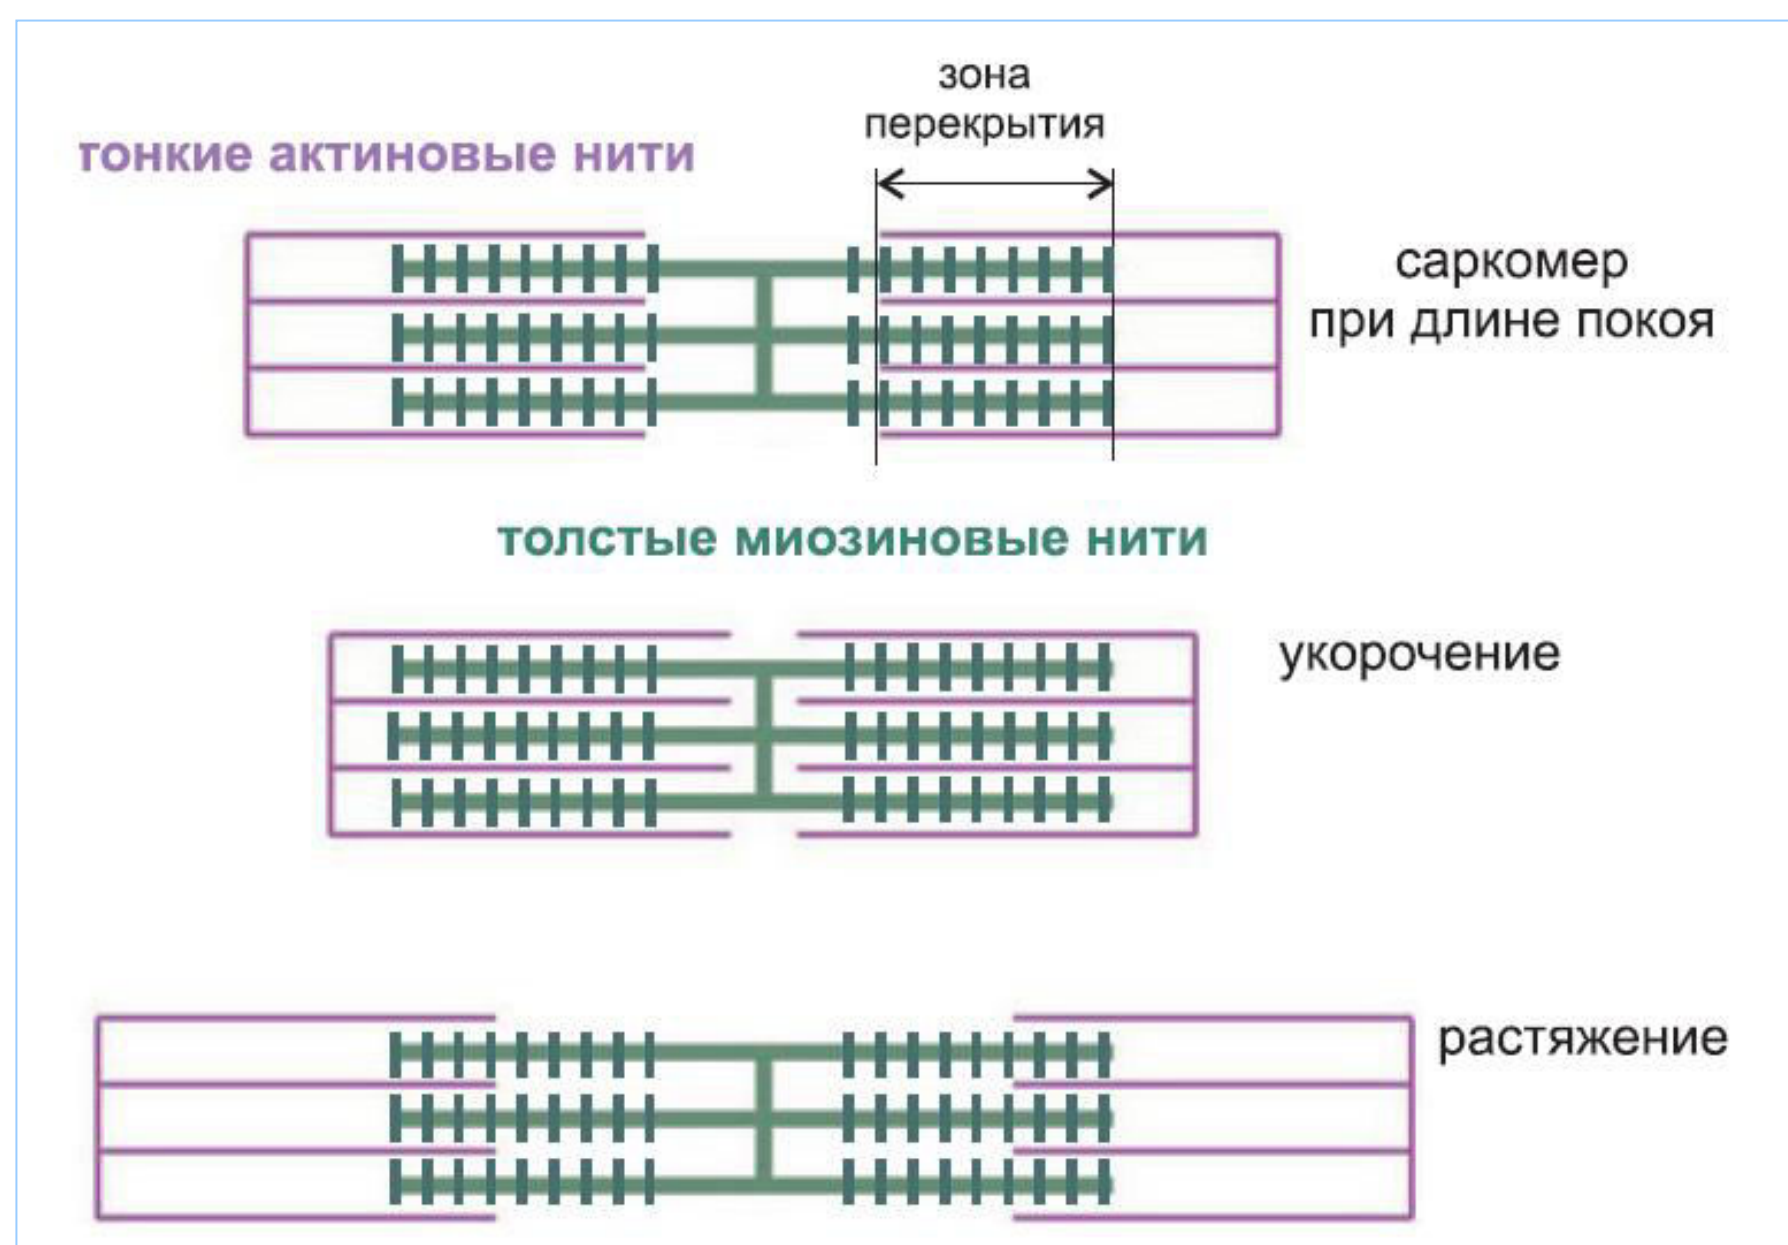 зона
перекрытия
тонкие актиновые нити
саркомер
при длине покоя
толстые миозиновые нити
укорочение
растяжение